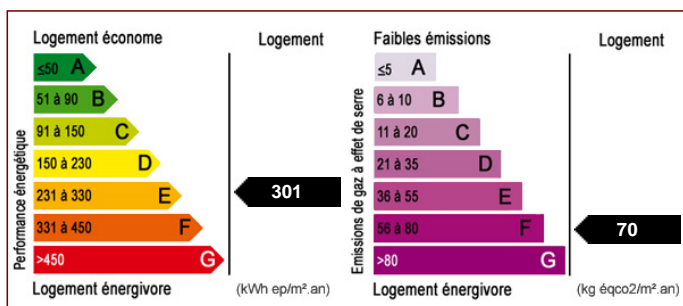 Logement économe
Logement
≤50 A
51 à 90 B
91 à 150 C
150 à 230 D
231 à 330 E
301
331 à 450 F
>450 G
Performance énergétique
Logement énergivore
(kWh ep/m².an)
Faibles émissions
Logement
≤5 A
6 à 10 B
11 à 20 C
21 à 35 D
36 à 55 E
56 à 80 F
70
>80 G
Emissions de gaz à effet de serre
Logement énergivore
(kg éqco2/m².an)